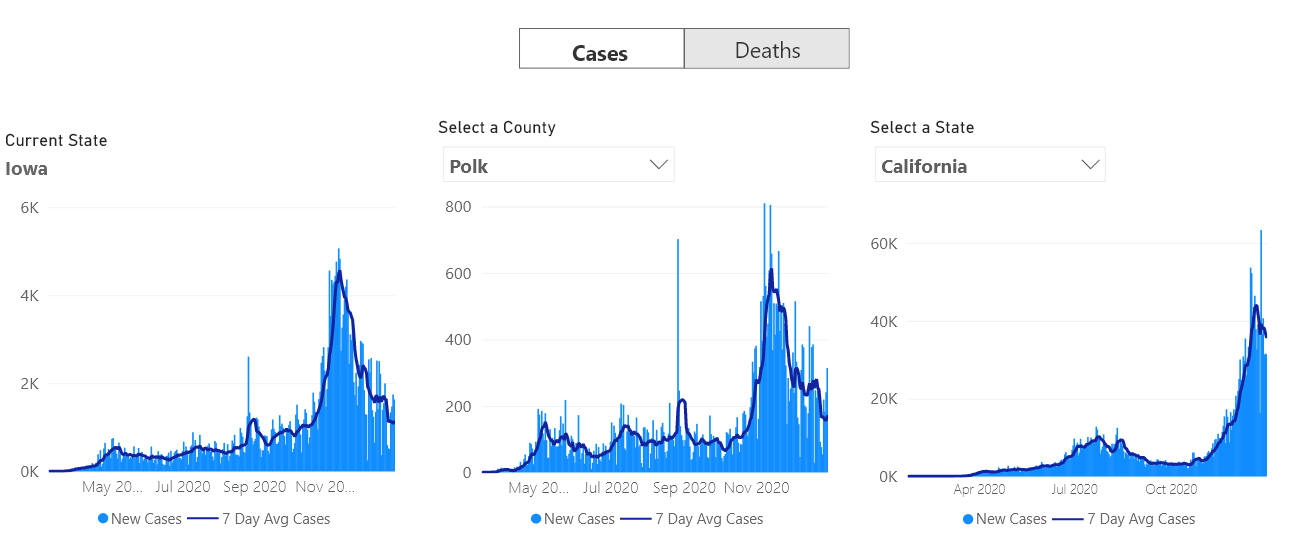 Cases
Deaths
Current State
Iowa
6K
4K
2K
0K
May 20... Jul 2020 Sep 2020 Nov 20...
New Cases 7 Day Avg Cases
Select a County
Polk
800
600
400
200
0
May 20... Jul 2020 Sep 2020 Nov 2020
New Cases 7 Day Avg Cases
Select a State
California
60K
40K
20K
0K
Apr 2020 Jul 2020 Oct 2020
New Cases 7 Day Avg Cases